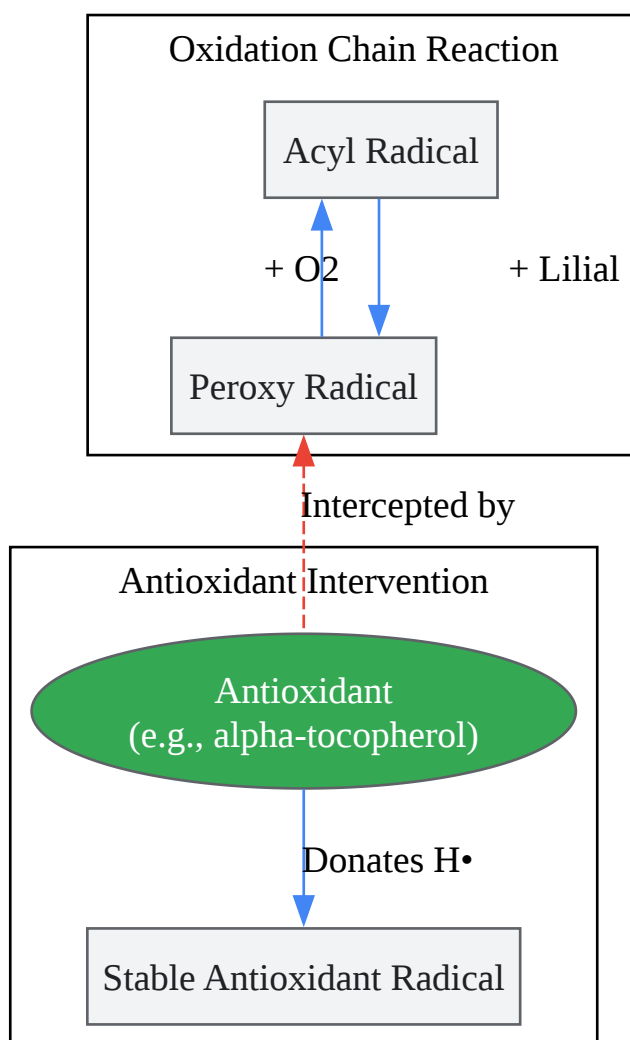 Oxidation Chain Reaction
Acyl Radical
+ O2
+ Lilial
Peroxy Radical
Intercepted by
Antioxidant Intervention
Antioxidant
(e.g., alpha-tocopherol)
Donates H•
Stable Antioxidant Radical